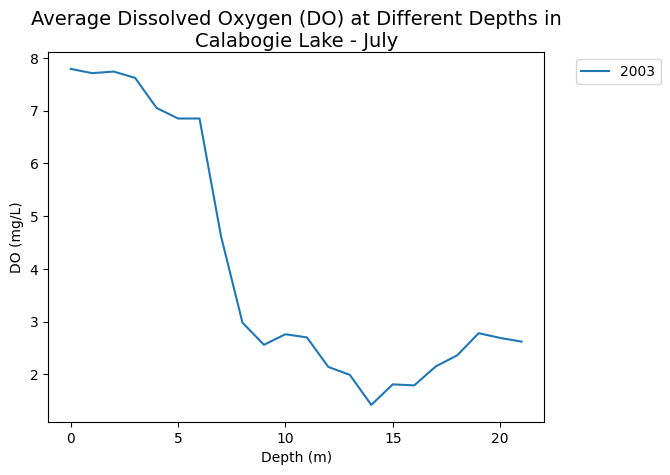 Average Dissolved Oxygen (DO) at Different Depths in
Calabogie Lake - July
2003
8
7
6
5
4
3
2
DO (mg/L)
0 5 10 15 20
Depth (m)